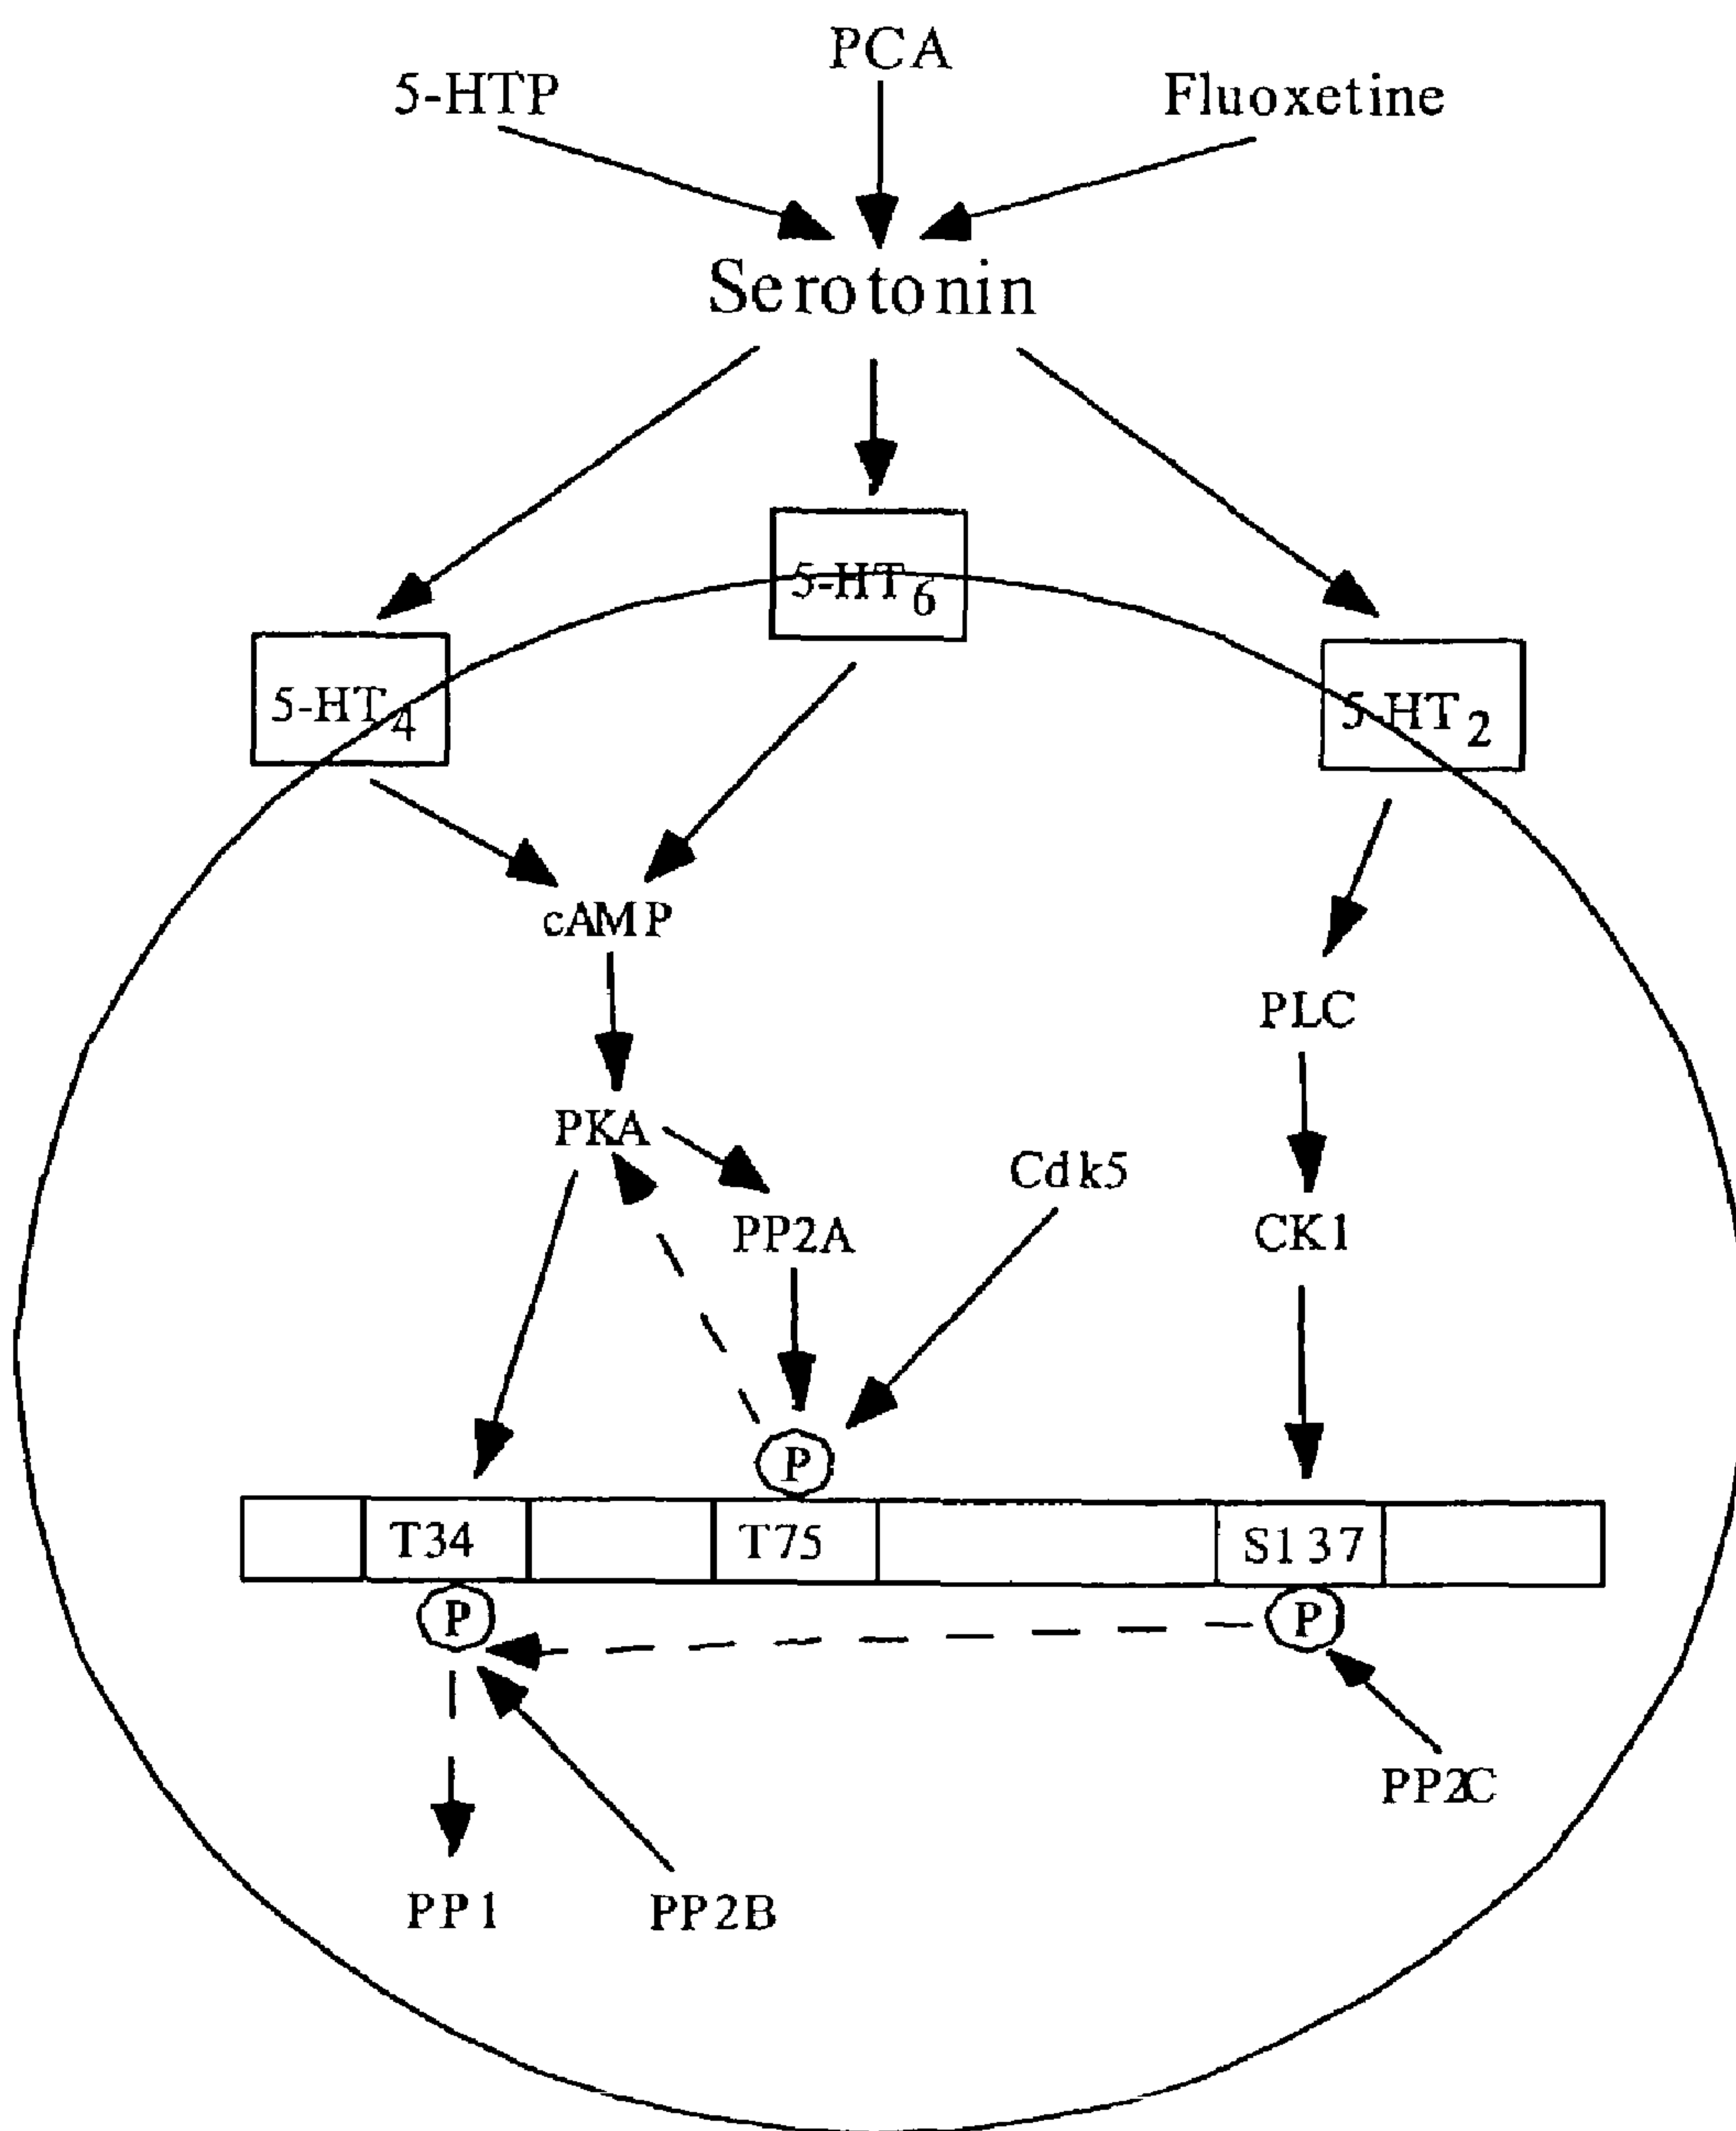 PCA
5-HTP
Fluoxetine
Serotonin
5-HT6
5-HT4
5-HT2
cAMP
PLC
PKA
Cdk5
PP2A
CK1
P
T34
T75
S137
P
P
PP2C
PP1
PP2B